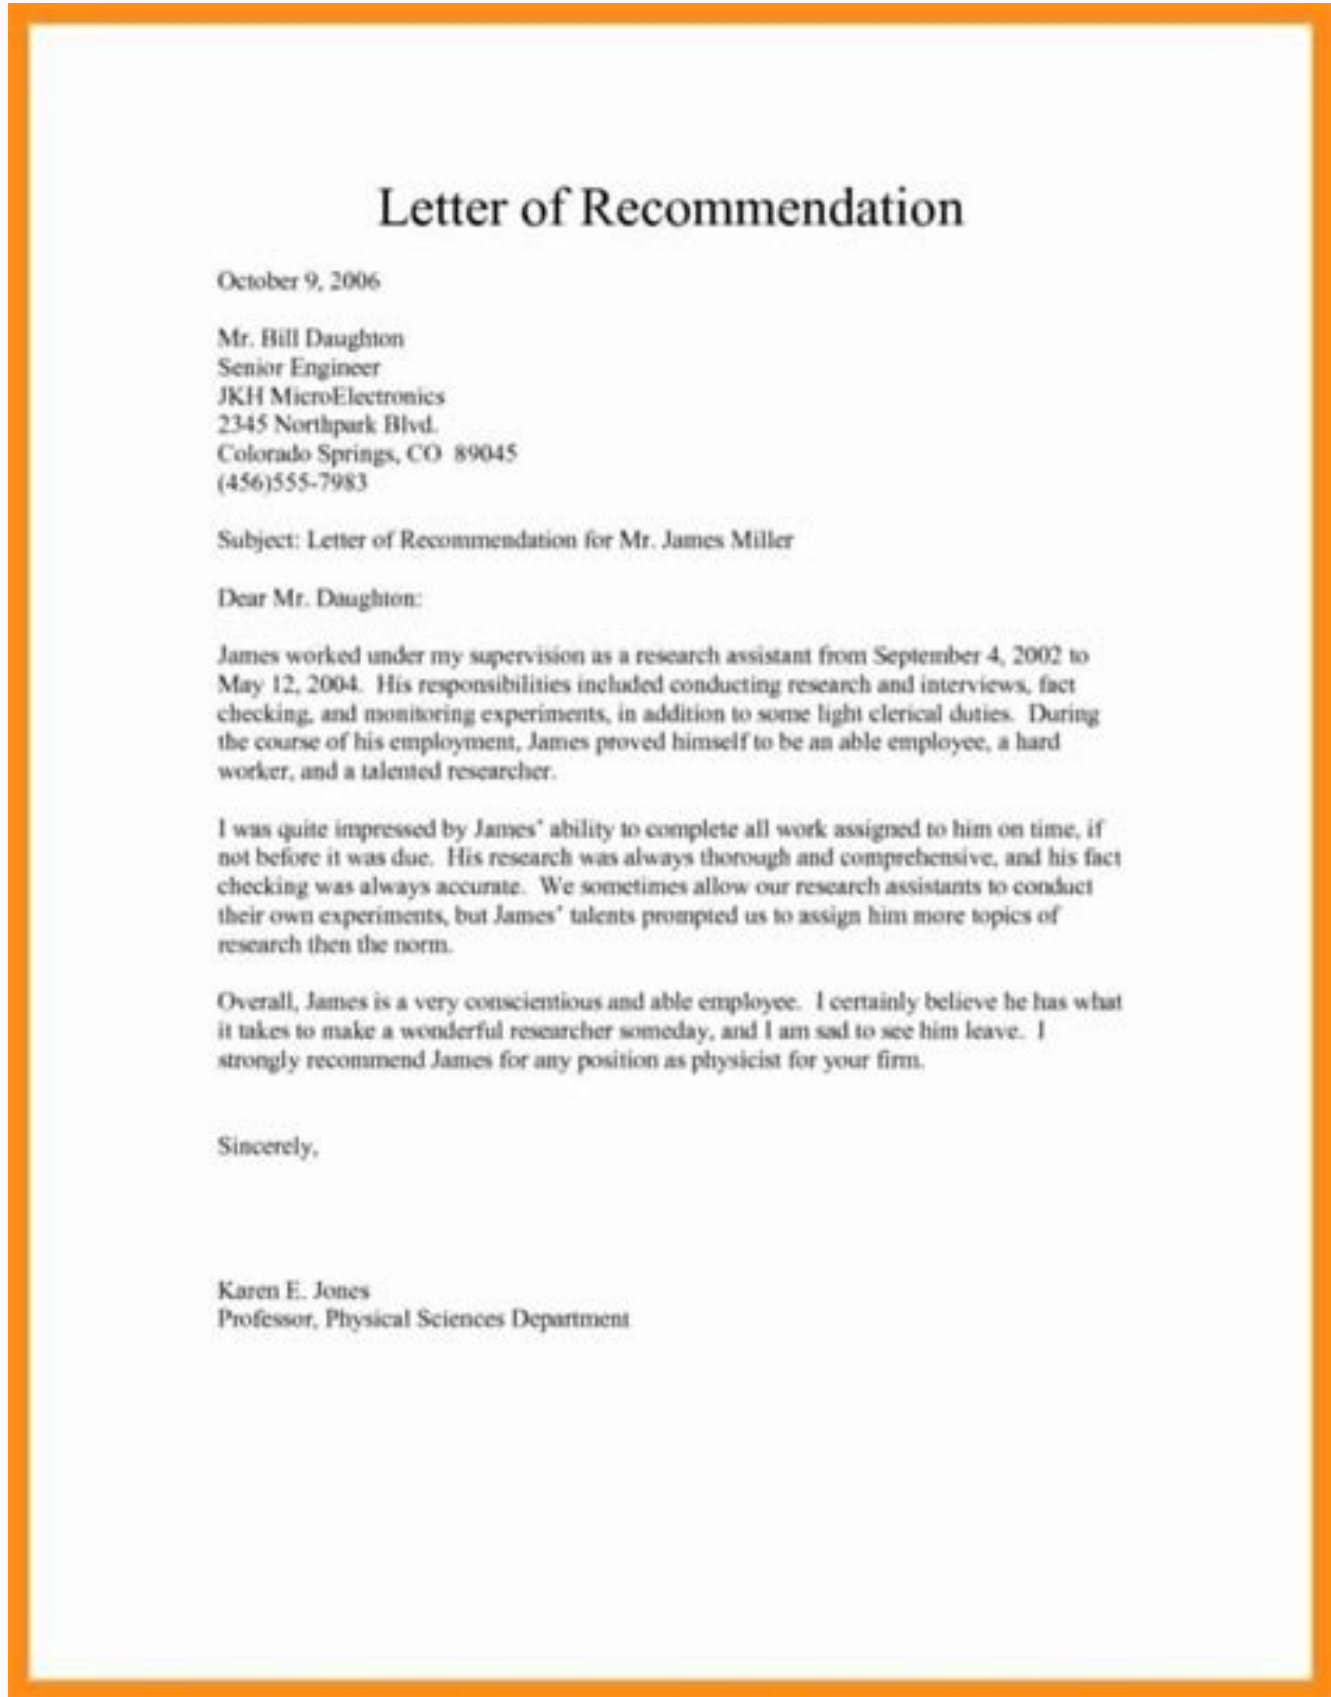 Letter of Recommendation
October 9, 2006
Mr. Bill Daughton
Senior Engineer
JKH MicroElectronics
2345 Northpark Blvd.
Colorado Springs, CO  89045
(456)555-7983
Subject: Letter of Recommendation for Mr. James Miller
Dear Mr. Daughton:
James worked under my supervision as a research assistant from September 4, 2002 to
May 12, 2004.  His responsibilities included conducting research and interviews, fact
checking, and monitoring experiments, in addition to some light clerical duties.  During
the course of his employment, James proved himself to be an able employee, a hard
worker, and a talented researcher.
I was quite impressed by James' ability to complete all work assigned to him on time, if
not before it was due.  His research was always thorough and comprehensive, and his fact
checking was always accurate.  We sometimes allow our research assistants to conduct
their own experiments, but James' talents prompted us to assign him more topics of
research then the norm.
Overall, James is a very conscientious and able employee.  I certainly believe he has what
it takes to make a wonderful researcher someday, and I am sad to see him leave.  I
strongly recommend James for any position as physicist for your firm.
Sincerely,
Karen E. Jones
Professor, Physical Sciences Department